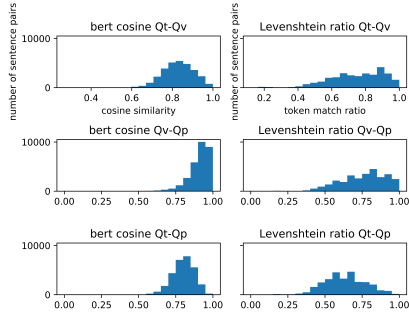 bert cosine Qt-Qv
Levenshtein ratio Qt-Qv
number of sentence pairs
10000
0
0.4 0.6 0.8 1.0
cosine similarity
number of sentence pairs
0.2 0.4 0.6 0.8 1.0
token match ratio
bert cosine Qv-Qp
Levenshtein ratio Qv-Qp
10000
0
0.00 0.25 0.50 0.75 1.00
0.00 0.25 0.50 0.75 1.00
bert cosine Qt-Qp
Levenshtein ratio Qt-Qp
10000
0
0.00 0.25 0.50 0.75 1.00
0.00 0.25 0.50 0.75 1.00